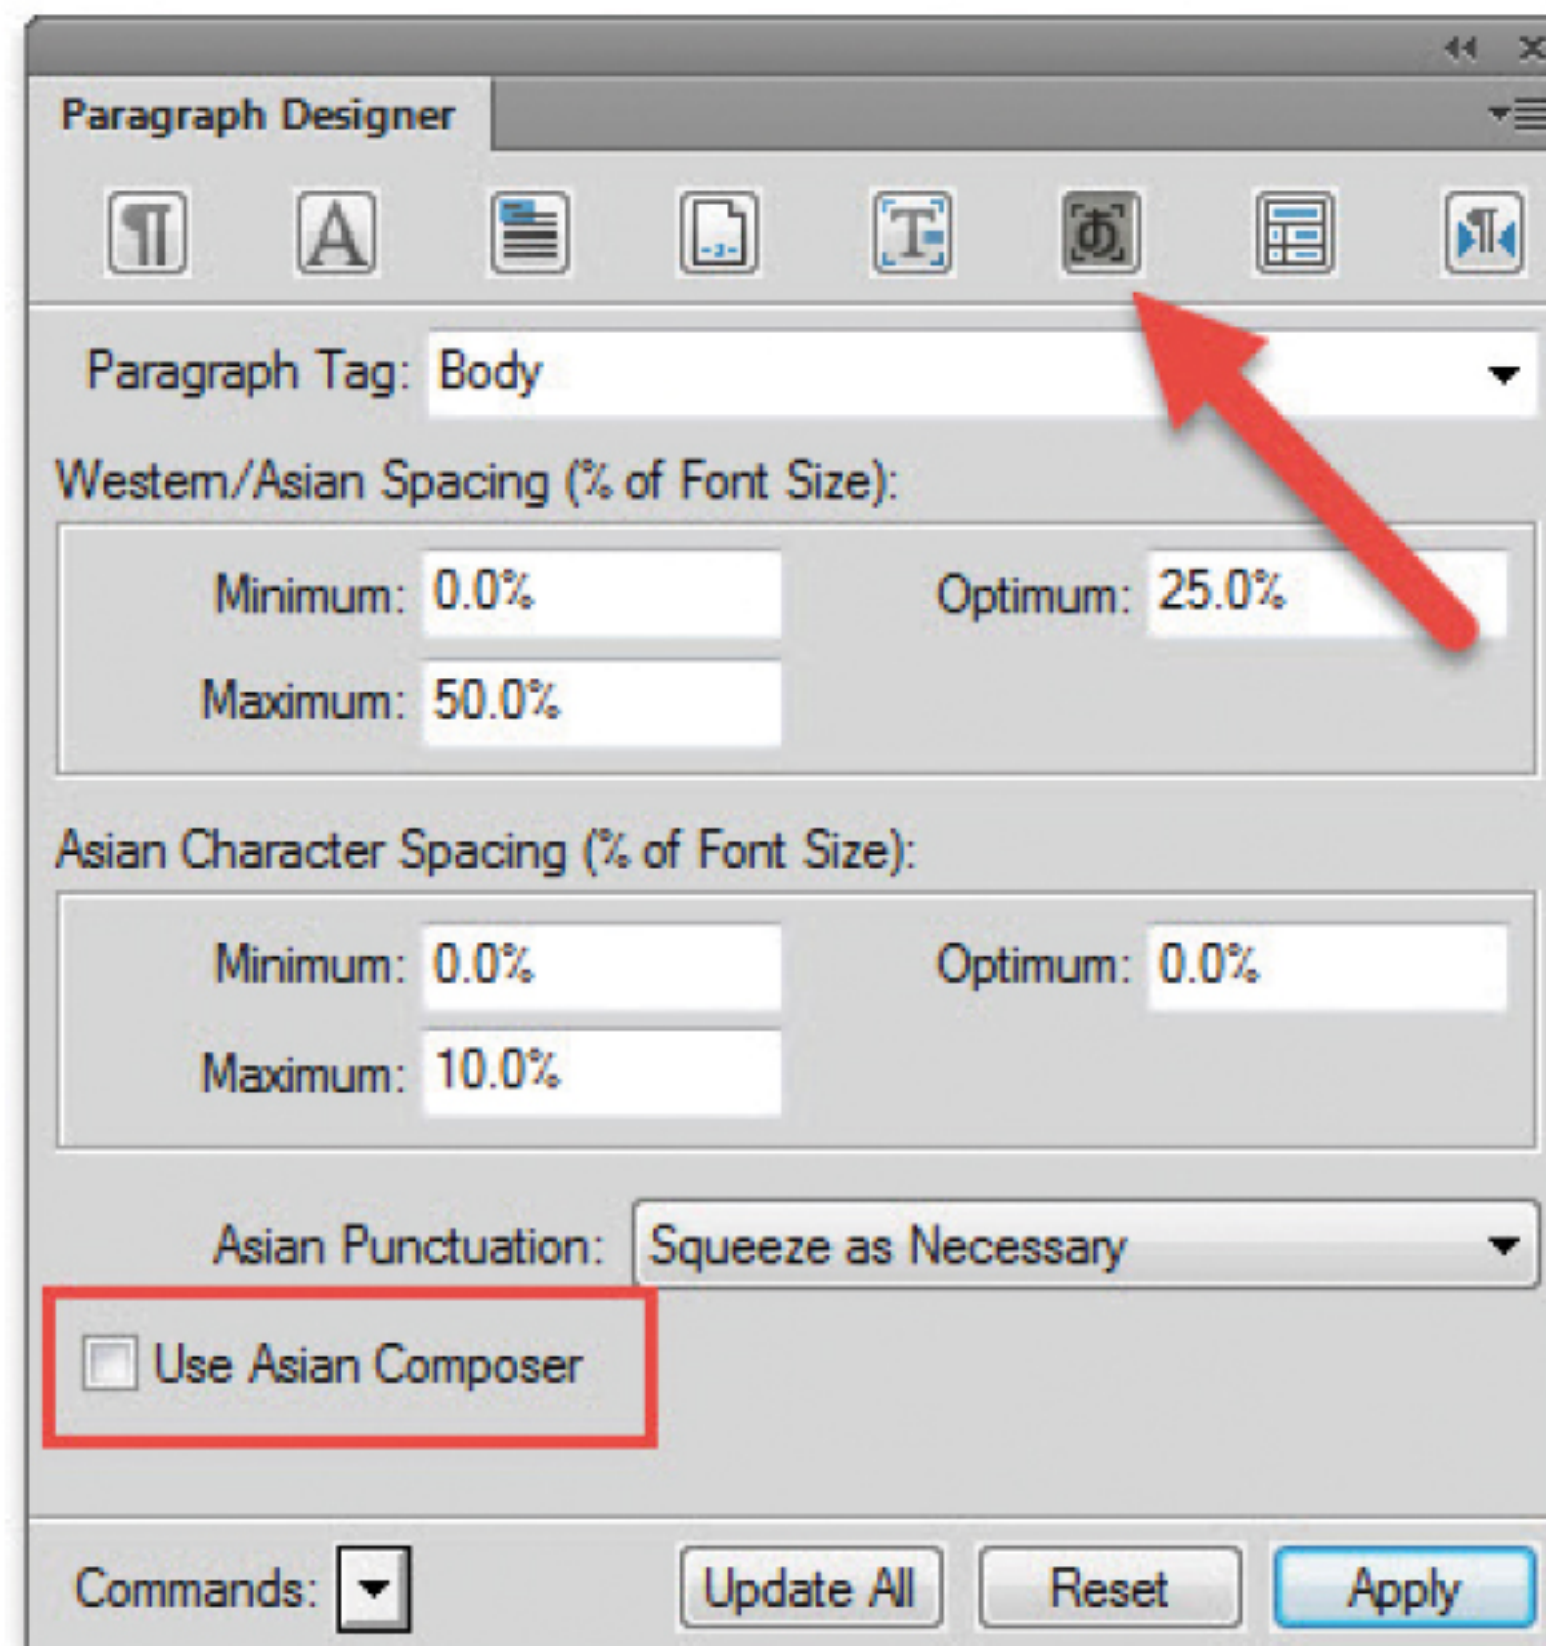 Paragraph Designer
¶ A -2- T あ ¶
Paragraph Tag: Body
Western/Asian Spacing (% of Font Size):
Minimum: 0.0% Optimum: 25.0%
Maximum: 50.0%
Asian Character Spacing (% of Font Size):
Minimum: 0.0% Optimum: 0.0%
Maximum: 10.0%
Asian Punctuation: Squeeze as Necessary
Use Asian Composer
Commands: Update All Reset Apply